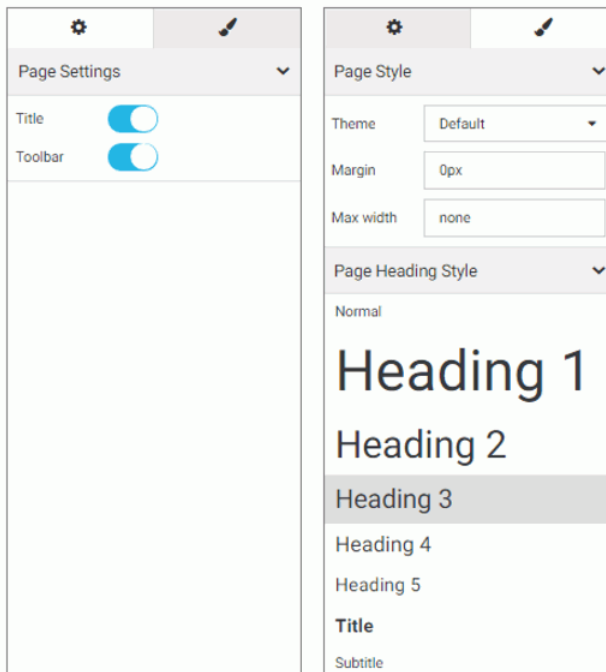 Page Settings
Title
Toolbar
Page Style
Theme Default
Margin 0px
Max width none
Page Heading Style
Normal
Heading 1
Heading 2
Heading 3
Heading 4
Heading 5
Title
Subtitle